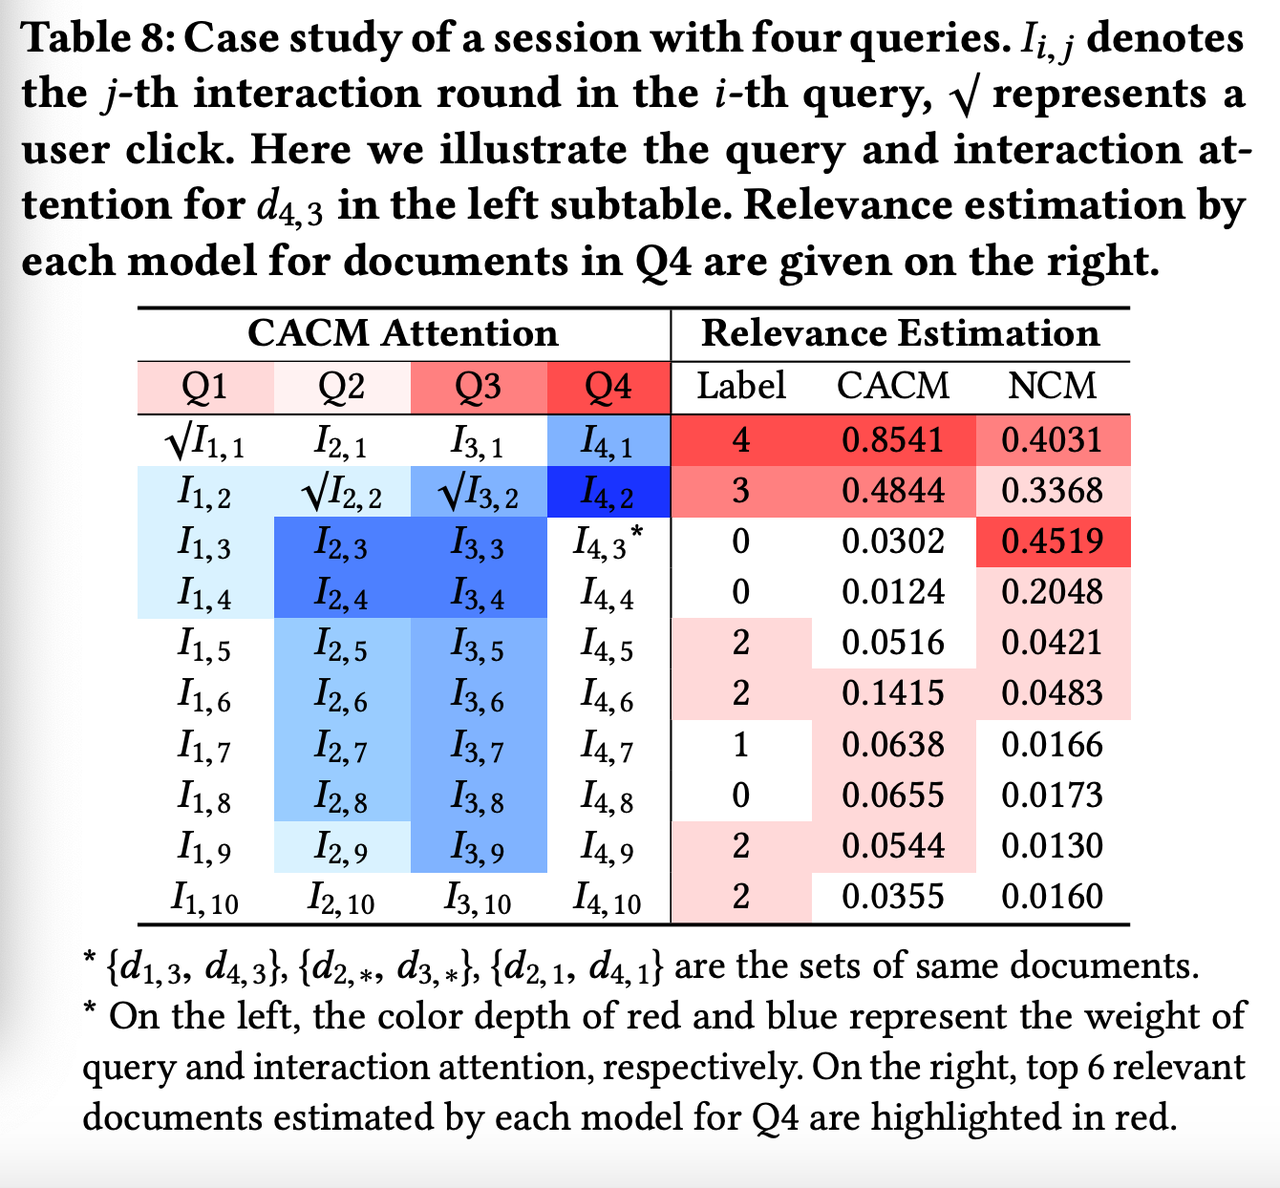 Table 8: Case study of a session with four queries. I_{i,j} denotes
the j-th interaction round in the i-th query, √ represents a
user click. Here we illustrate the query and interaction at-
tention for d_{4,3} in the left subtable. Relevance estimation by
each model for documents in Q4 are given on the right.
CACM Attention Relevance Estimation
Q1 Q2 Q3 Q4 Label CACM NCM
√I_{1,1} I_{2,1} I_{3,1} I_{4,1} 4 0.8541 0.4031
I_{1,2} √I_{2,2} √I_{3,2} I_{4,2} 3 0.4844 0.3368
I_{1,3} I_{2,3} I_{3,3} I_{4,3}* 0 0.0302 0.4519
I_{1,4} I_{2,4} I_{3,4} I_{4,4} 0 0.0124 0.2048
I_{1,5} I_{2,5} I_{3,5} I_{4,5} 2 0.0516 0.0421
I_{1,6} I_{2,6} I_{3,6} I_{4,6} 2 0.1415 0.0483
I_{1,7} I_{2,7} I_{3,7} I_{4,7} 1 0.0638 0.0166
I_{1,8} I_{2,8} I_{3,8} I_{4,8} 0 0.0655 0.0173
I_{1,9} I_{2,9} I_{3,9} I_{4,9} 2 0.0544 0.0130
I_{1,10} I_{2,10} I_{3,10} I_{4,10} 2 0.0355 0.0160
* {d_{1,3}, d_{4,3}}, {d_{2,*}, d_{3,*}}, {d_{2,1}, d_{4,1}} are the sets of same documents.
* On the left, the color depth of red and blue represent the weight of
query and interaction attention, respectively. On the right, top 6 relevant
documents estimated by each model for Q4 are highlighted in red.